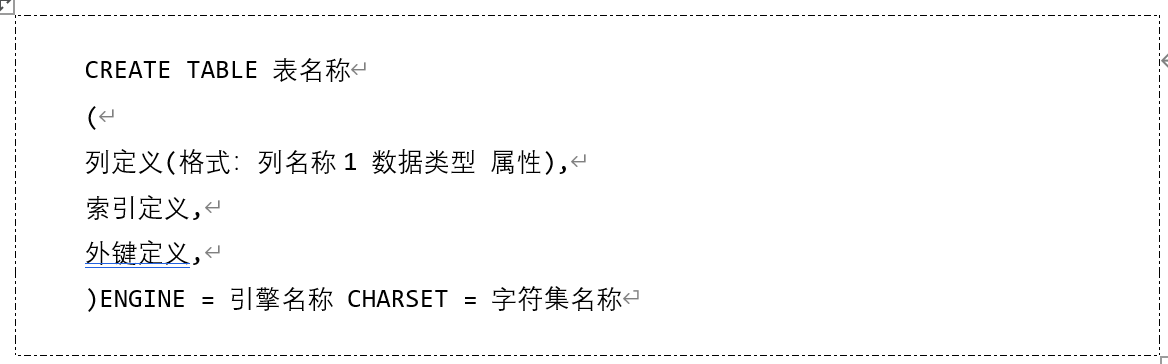 CREATE TABLE 表名称
(
列定义(格式：列名称1 数据类型 属性),
索引定义,
外键定义,
)ENGINE = 引擎名称 CHARSET = 字符集名称